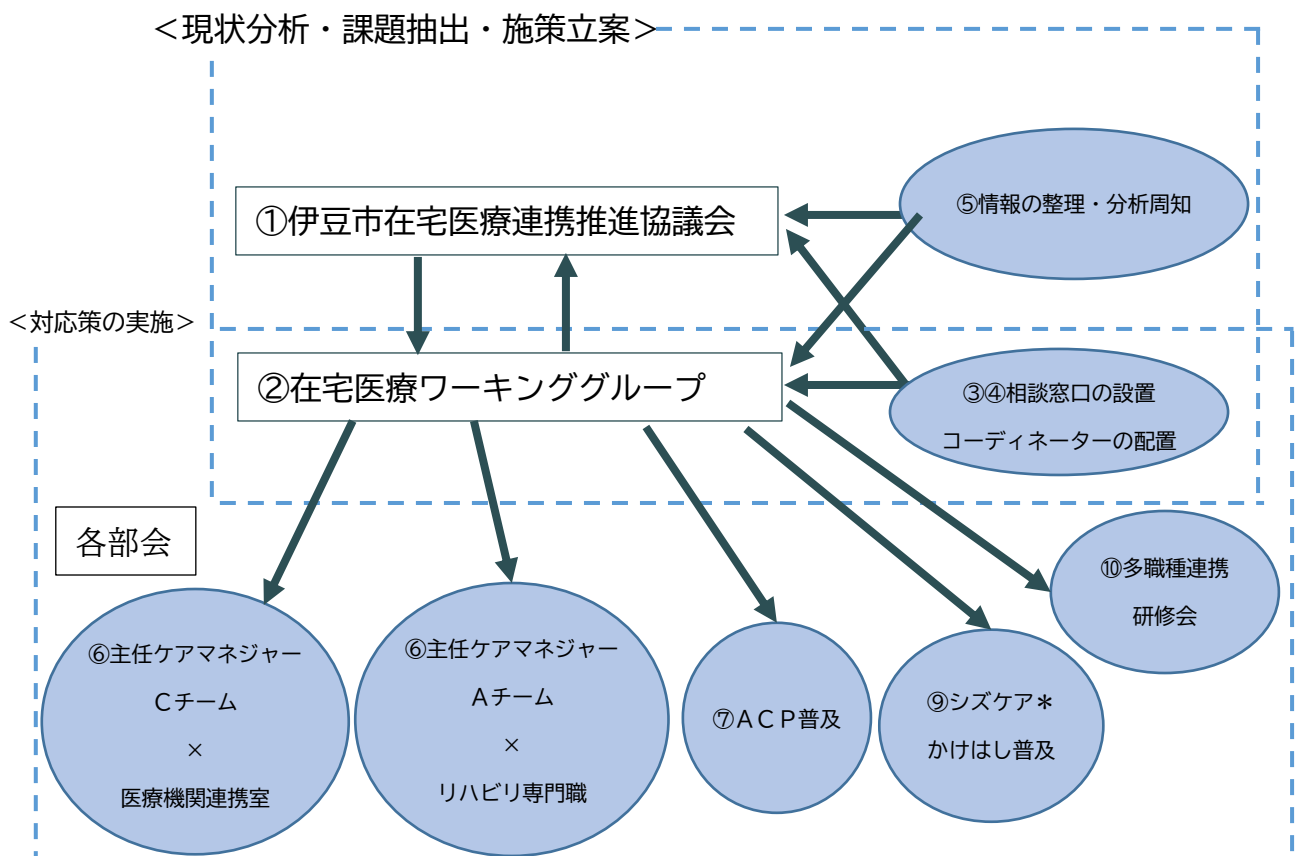 ＜現状分析・課題抽出・施策立案＞
⑤情報の整理・分析周知
①伊豆市在宅医療連携推進協議会
＜対応策の実施＞
②在宅医療ワーキンググループ
③④相談窓口の設置
コーディネーターの配置
各部会
⑩多職種連携
研修会
⑥主任ケアマネジャー
Ｃチーム
×
医療機関連携室
⑥主任ケアマネジャー
Ａチーム
×
リハビリ専門職
⑦ＡＣＰ普及
⑨シズケア＊
かけはし普及